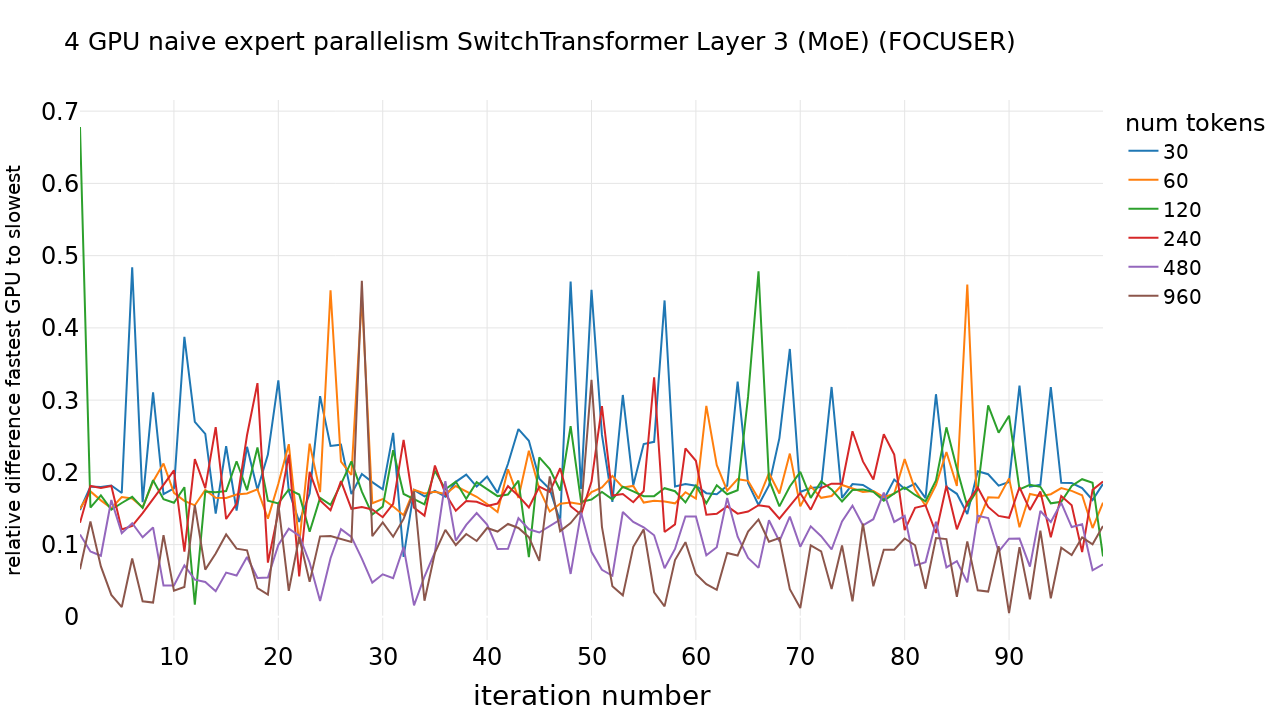 4 GPU naive expert parallelism SwitchTransformer Layer 3 (MoE) (FOCUSER)
relative difference fastest GPU to slowest
0.7
0.6
0.5
0.4
0.3
0.2
0.1
0
10 20 30 40 50 60 70 80 90
iteration number
num tokens
30
60
120
240
480
960